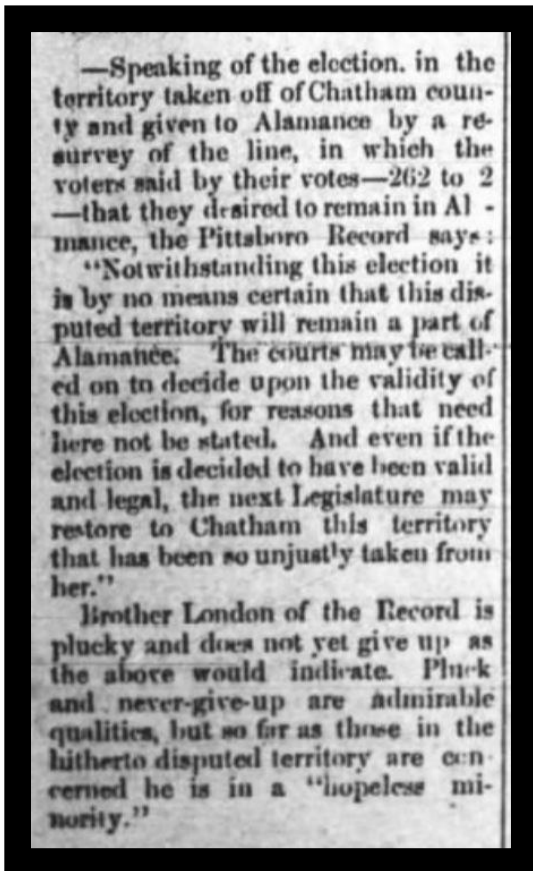 —Speaking of the election. in the
territory taken off of Chatham coun-
ty and given to Alamance by a re-
survey of the line, in which the
voters said by their votes—262 to 2
—that they desired to remain in Al -
mance, the Pittsboro Record says:
"Notwithstanding this election it
is by no means certain that this dis-
puted territory will remain a part of
Alamance. The courts may be call-
ed on to decide upon the validity of
this election, for reasons that need
here not be stated. And even if the
election is decided to have been valid
and legal, the next Legislature may
restore to Chatham this territory
that has been so unjustly taken from
her."
Brother London of the Record is
plucky and does not yet give up as
the above would indicate. Pluck
and never-give-up are admirable
qualities, but so far as those in the
hitherto disputed territory are con-
cerned he is in a "hopeless mi-
nority."